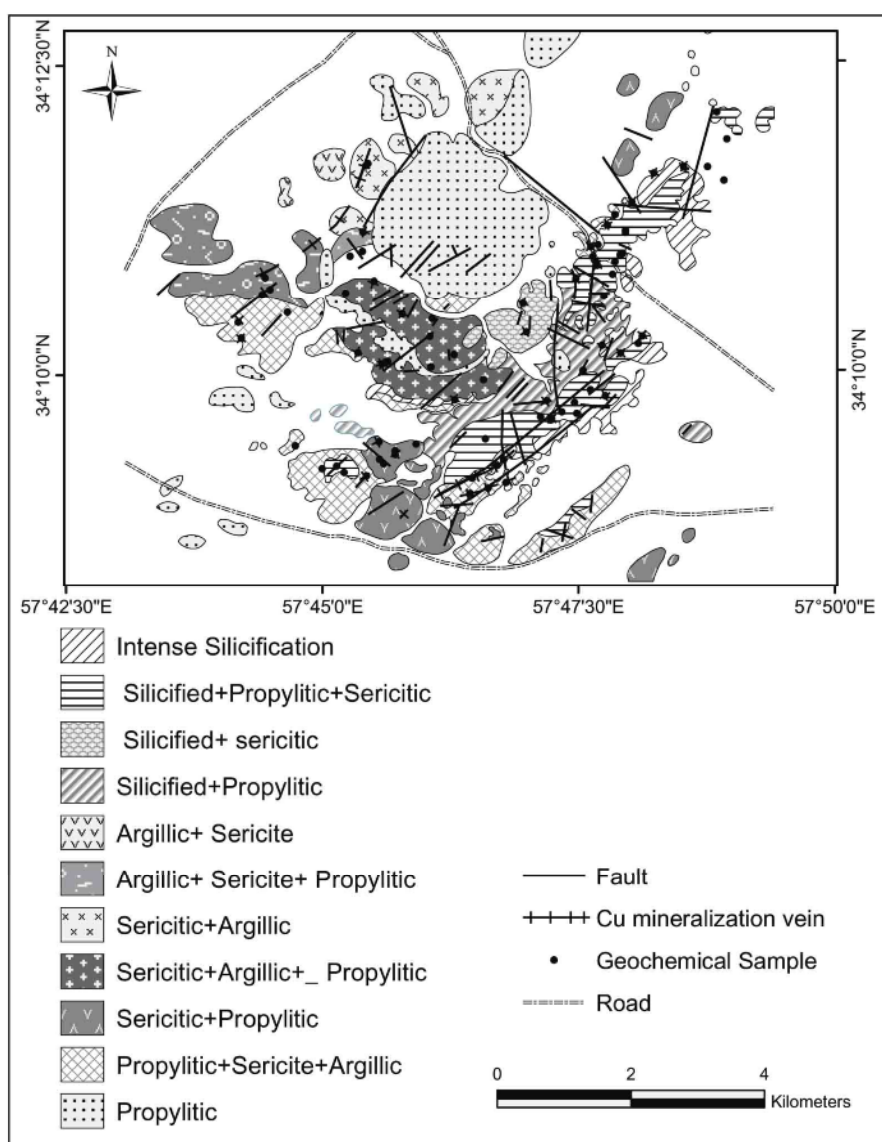 N
34°12'30"N
34°10'0"N
34°10'0"N
57°42'30"E
57°45'0"E
57°47'30"E
57°50'0"E
Intense Silicification
Silicified+Propylitic+Sericitic
Silicified+ sericitic
Silicified+Propylitic
Argillic+ Sericite
Argillic+ Sericite+ Propylitic
Sericitic+Argillic
Sericitic+Argillic+_ Propylitic
Sericitic+Propylitic
Propylitic+Sericite+Argillic
Propylitic
Fault
Cu mineralization vein
Geochemical Sample
Road
0 2 4
Kilometers